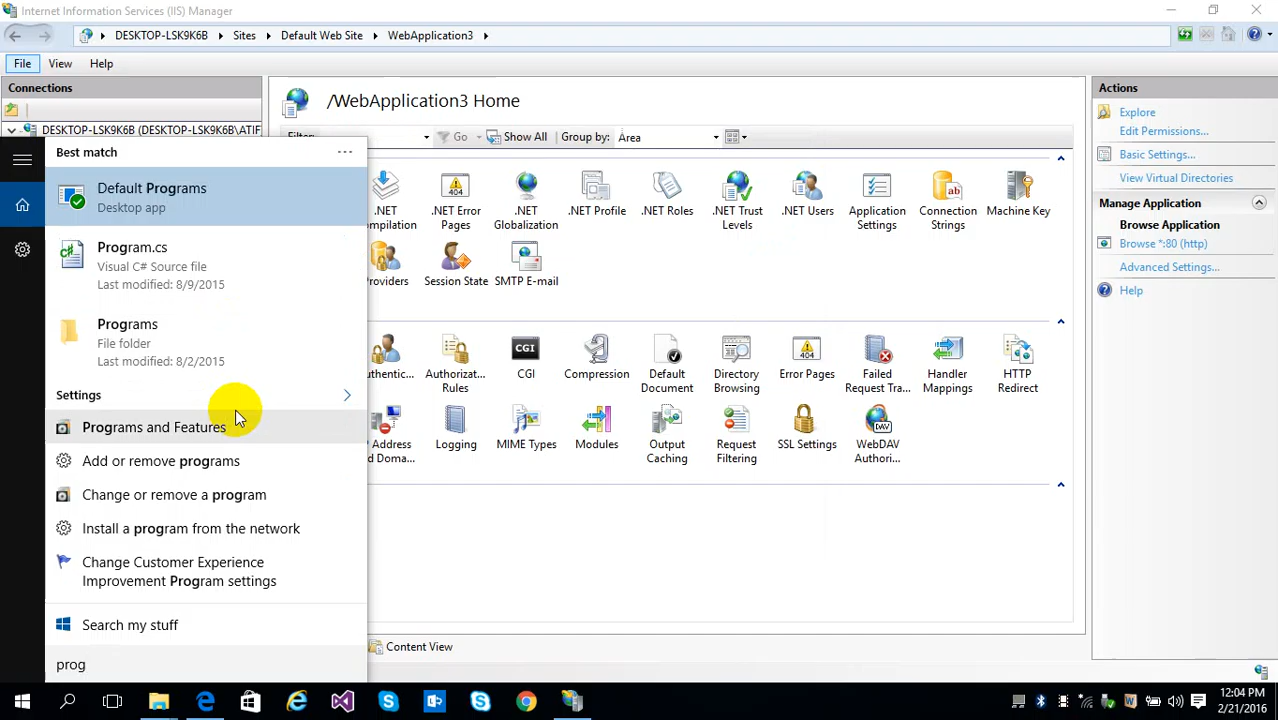 Internet Information Services (IIS) Manager
DESKTOP-LSK9K6B Sites Default Web Site WebApplication3
File View Help
Connections
DESKTOP-LSK9K6B (DESKTOP-LSK9K6B\ATIF
Best match
Default Programs
Desktop app
Program.cs
Visual C# Source file
Last modified: 8/9/2015
Programs
File folder
Last modified: 8/2/2015
Settings
Programs and Features
Add or remove programs
Change or remove a program
Install a program from the network
Change Customer Experience
Improvement Program settings
Search my stuff
prog
/WebApplication3 Home
Filter: Go Show All Group by: Area
.NET
mpilation
.NET Error
Pages
.NET
Globalization
.NET Profile
.NET Roles
.NET Trust
Levels
.NET Users
Application
Settings
Connection
Strings
Machine Key
Providers
Session State
SMTP E-mail
uthentic...
Authorizat...
Rules
CGI
Compression
Default
Document
Directory
Browsing
Error Pages
Failed
Request Tra...
Handler
Mappings
HTTP
Redirect
Address
nd Doma...
Logging
MIME Types
Modules
Output
Caching
Request
Filtering
SSL Settings
WebDAV
Authori...
Content View
Actions
Explore
Edit Permissions...
Basic Settings...
View Virtual Directories
Manage Application
Browse Application
Browse *:80 (http)
Advanced Settings...
Help
12:04 PM
2/21/2016